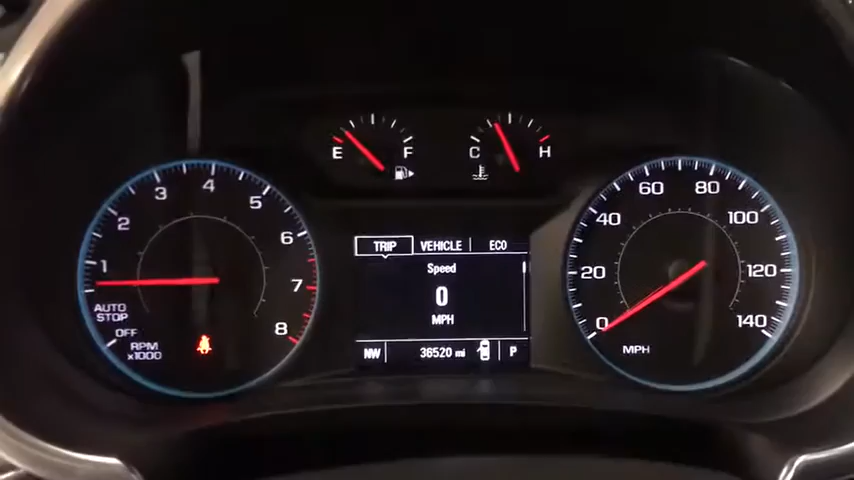 E F
C H
1 2 3 4 5 6 7 8
AUTO
STOP
OFF
RPM
x1000
TRIP VEHICLE ECO
Speed
0
MPH
NW 36520 mi P
0 20 40 60 80 100 120 140
MPH